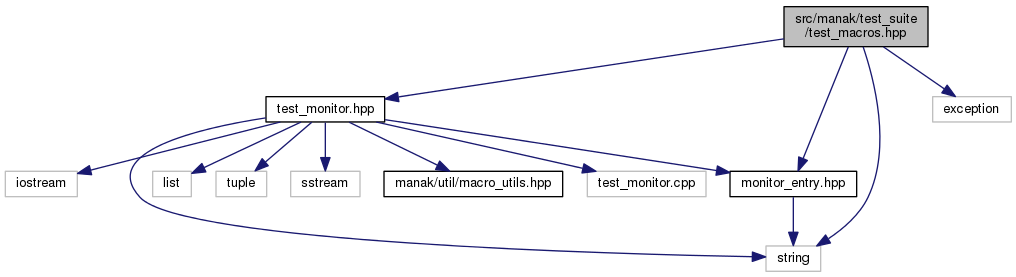 src/manak/test_suite
/test_macros.hpp
test_monitor.hpp
exception
iostream
list
tuple
sstream
manak/util/macro_utils.hpp
test_monitor.cpp
monitor_entry.hpp
string